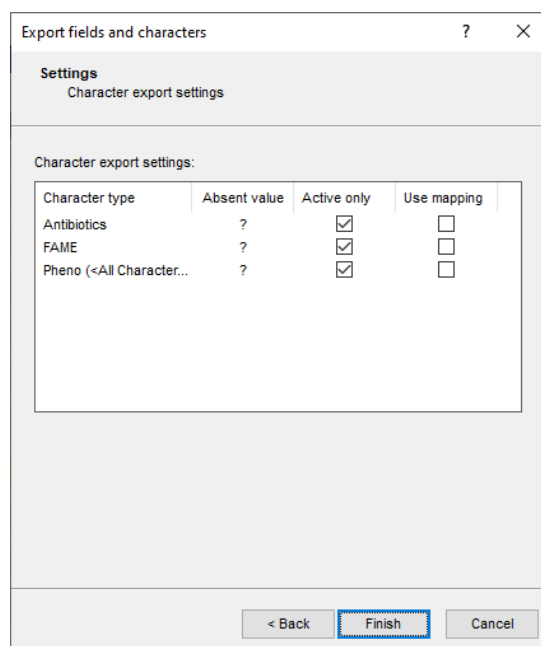 Export fields and characters ?
Settings
Character export settings
Character export settings:
Character type Absent value Active only Use mapping
Antibiotics ?
FAME ?
Pheno (<All Character... ?
< Back Finish Cancel